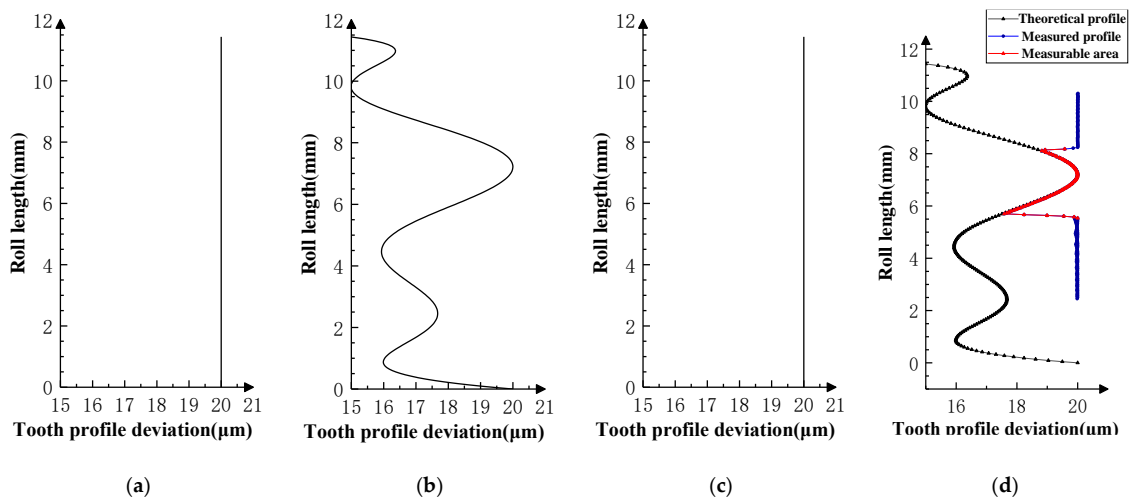 12
10
8
6
4
2
0
Roll length(mm)
15 16 17 18 19 20 21
Tooth profile deviation(μm)
(a)
12
10
8
6
4
2
0
Roll length(mm)
15 16 17 18 19 20 21
Tooth profile deviation(μm)
(b)
12
10
8
6
4
2
0
Roll length(mm)
15 16 17 18 19 20 21
Tooth profile deviation(μm)
(c)
Theoretical profile
Measured profile
Measurable area
12
10
8
6
4
2
0
Roll length(mm)
16 18 20
Tooth profile deviation(μm)
(d)